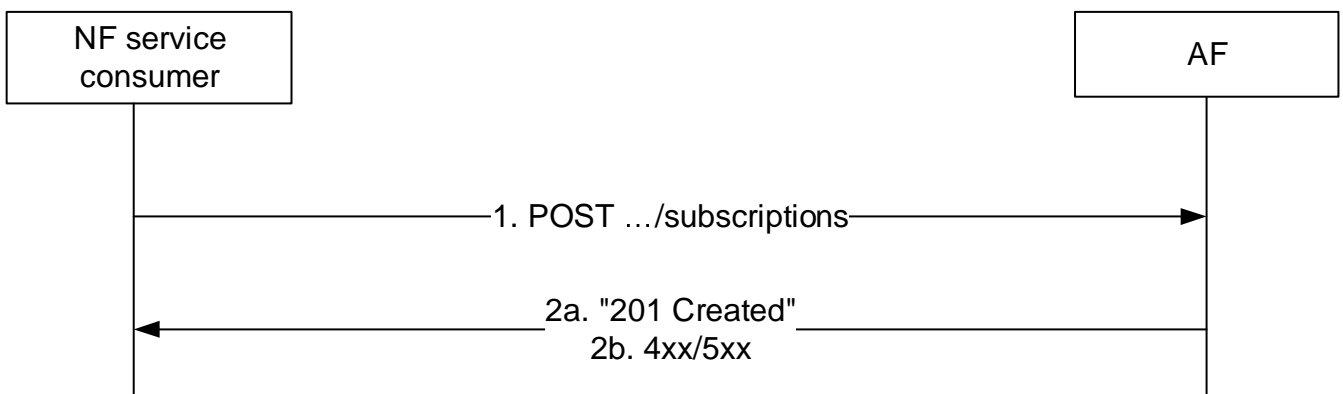 NF service
consumer
AF
1. POST …/subscriptions
2a. "201 Created"
2b. 4xx/5xx